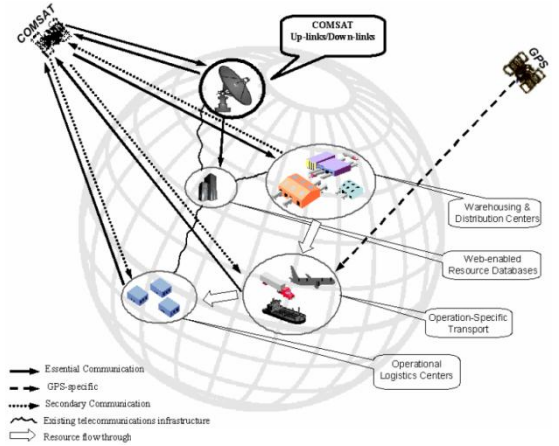 COMSAT
COMSAT
Up-links/Down-links
GPS
Warehousing &
Distribution Centers
Web-enabled
Resource Databases
Operation-Specific
Transport
Operational
Logistics Centers
Essential Communication
GPS-specific
Secondary Communication
Existing telecommunications infrastructure
Resource flowthrough